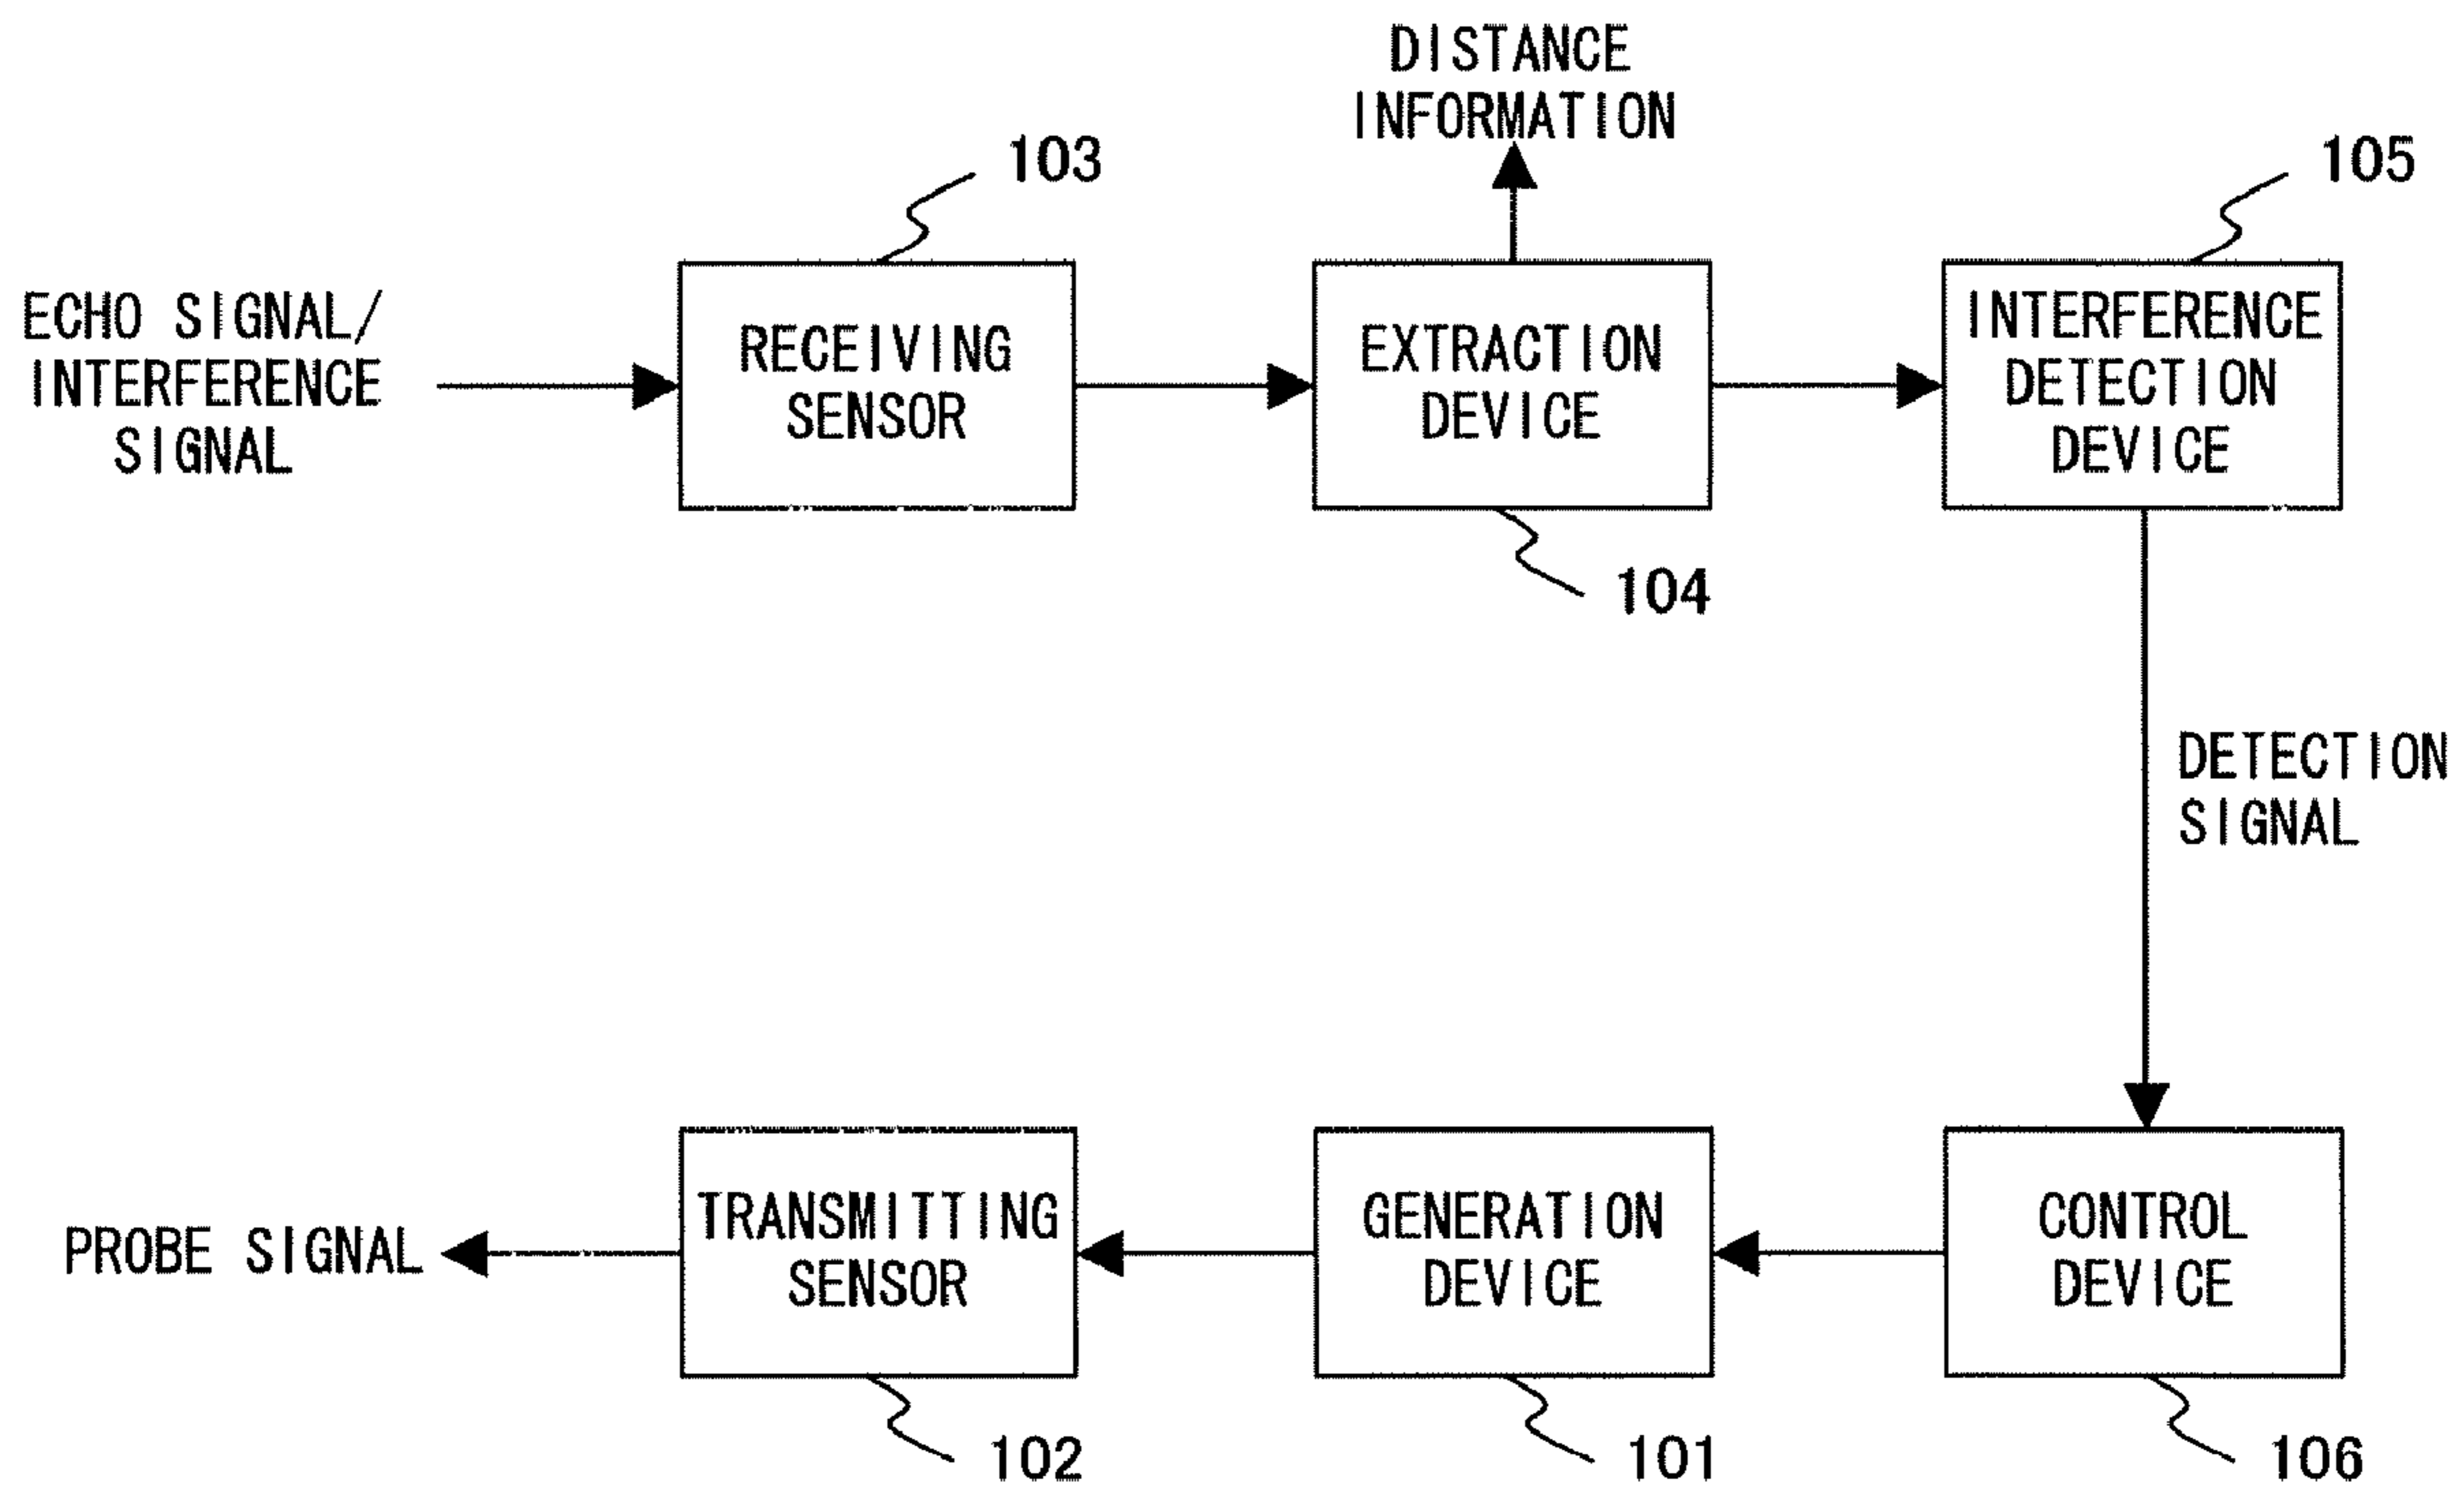 DISTANCE
INFORMATION
103
105
ECHO SIGNAL/
INTERFERENCE
SIGNAL
RECEIVING
SENSOR
EXTRACTION
DEVICE
INTERFERENCE
DETECTION
DEVICE
104
DETECTION
SIGNAL
PROBE SIGNAL
TRANSMITTING
SENSOR
GENERATION
DEVICE
CONTROL
DEVICE
102
101
106